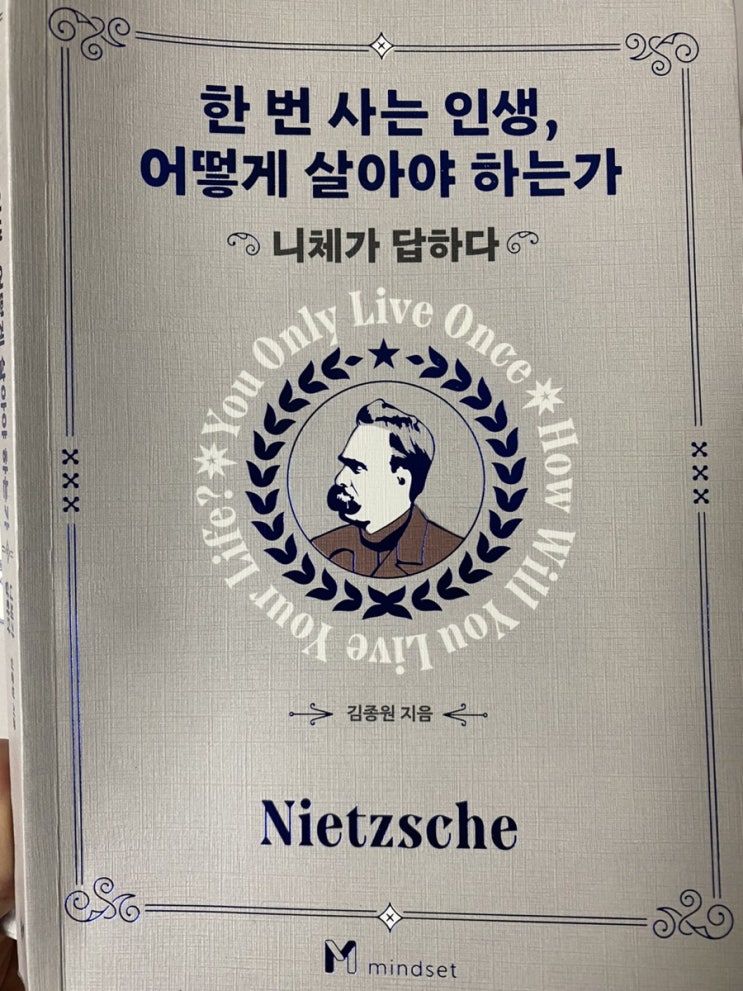 한 번 사는 인생,
어떻게 살아야 하는가
니체가 답하다
You Only Live Once
How Will You Live Your Life?
김종원 지음
Nietzsche
M mindset